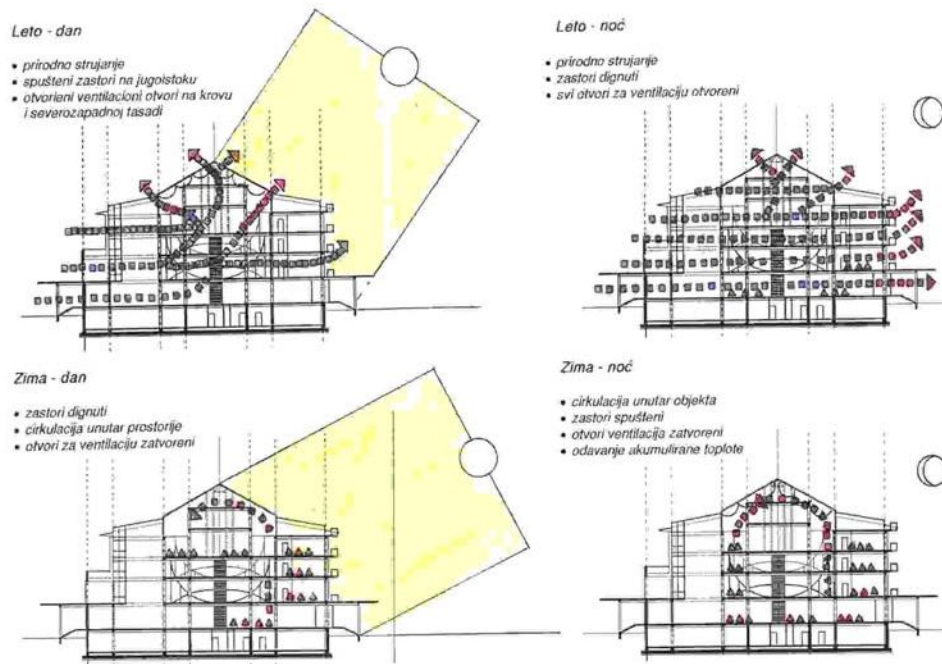 Leto - dan
• prirodno strujanje
• spušteni zastori na jugoistoku
• otvorieni ventilacioni otvori na krovu
i severozapadnoj tasadi
Leto - noć
• prirodno strujanje
• zastori dignuti
• svi otvori za ventilaciju otvoreni
Zima - dan
• zastori dignuti
• cirkulacija unutar prostorije
• otvori za ventilaciju zatvoreni
Zima - noć
• cirkulacija unutar objekta
• zastori spušteni
• otvori ventilacija zatvoreni
• odavanje akumulirane toplote